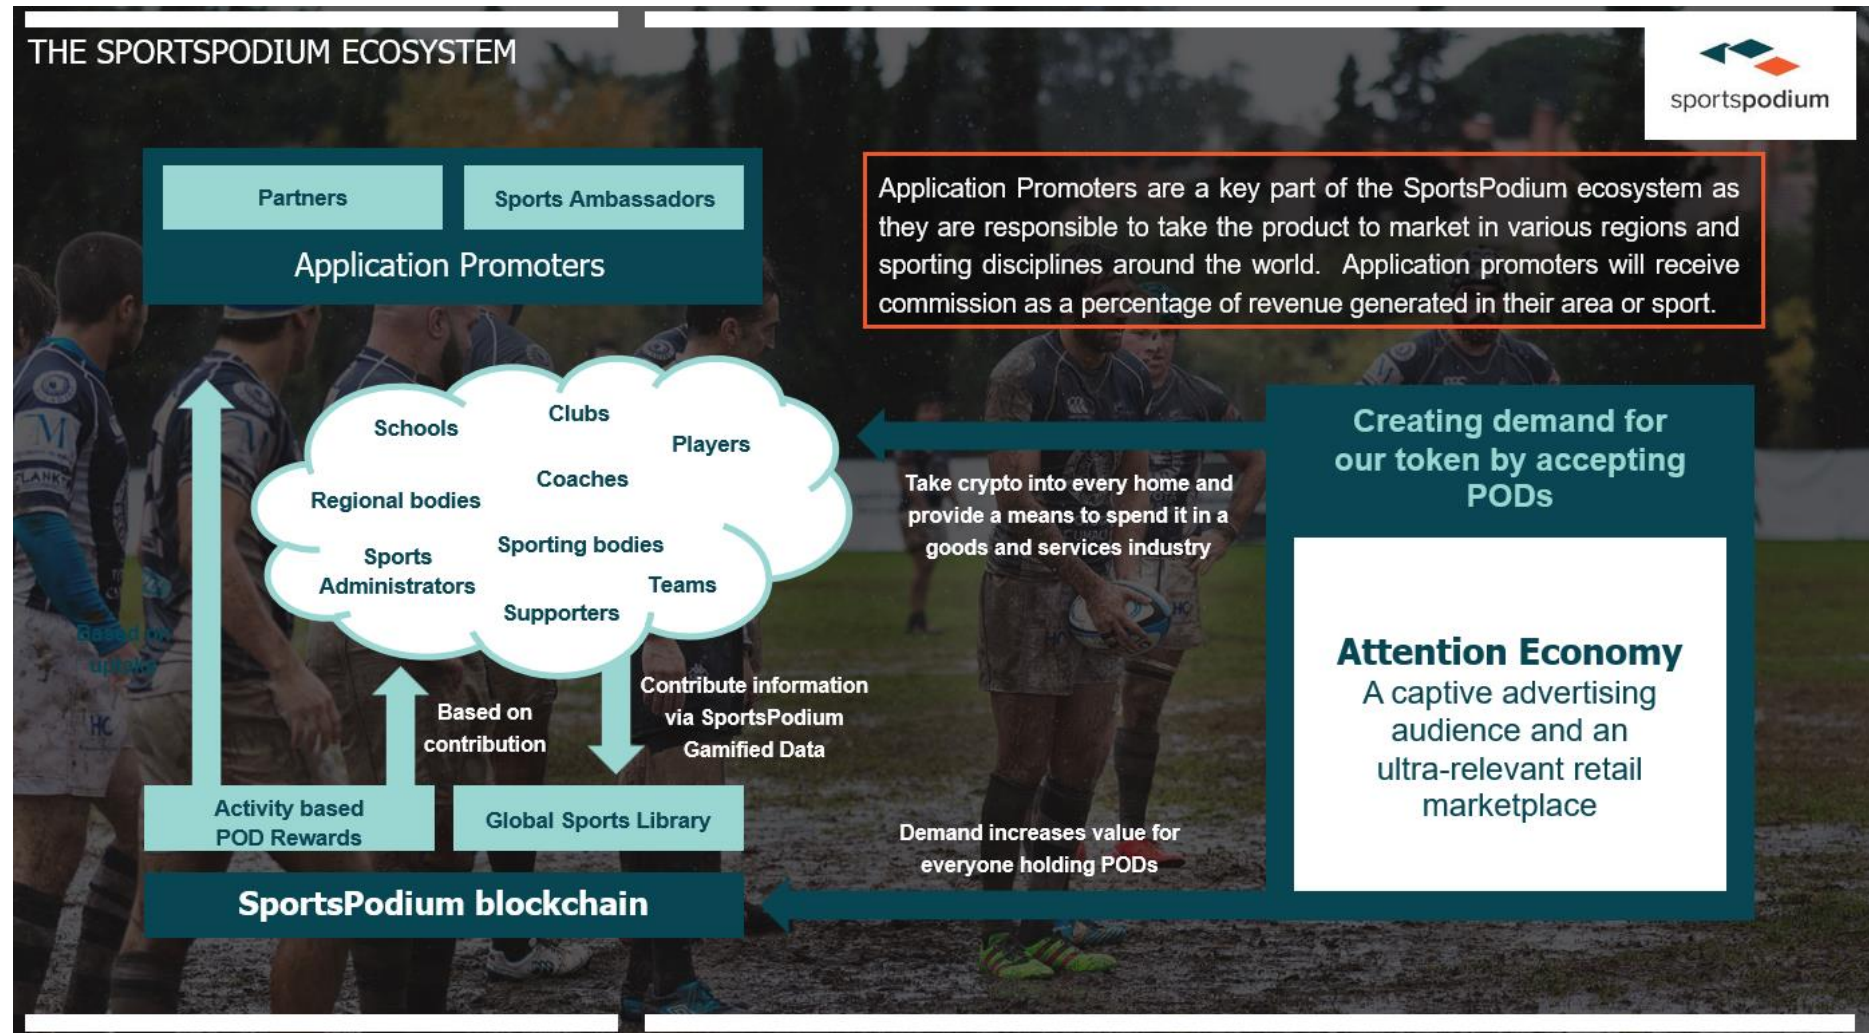 THE SPORTSPODIUM ECOSYSTEM
sportspodium
Partners
Sports Ambassadors
Application Promoters
Application Promoters are a key part of the SportsPodium ecosystem as
they are responsible to take the product to market in various regions and
sporting disciplines around the world. Application promoters will receive
commission as a percentage of revenue generated in their area or sport.
Schools
Clubs
Players
Coaches
Regional bodies
Sporting bodies
Sports
Administrators
Teams
Supporters
Based on
uptake
Based on
contribution
Contribute information
via SportsPodium
Gamified Data
Activity based
POD Rewards
Global Sports Library
SportsPodium blockchain
Take crypto into every home and
provide a means to spend it in a
goods and services industry
Demand increases value for
everyone holding PODs
Creating demand for
our token by accepting
PODs
Attention Economy
A captive advertising
audience and an
ultra-relevant retail
marketplace